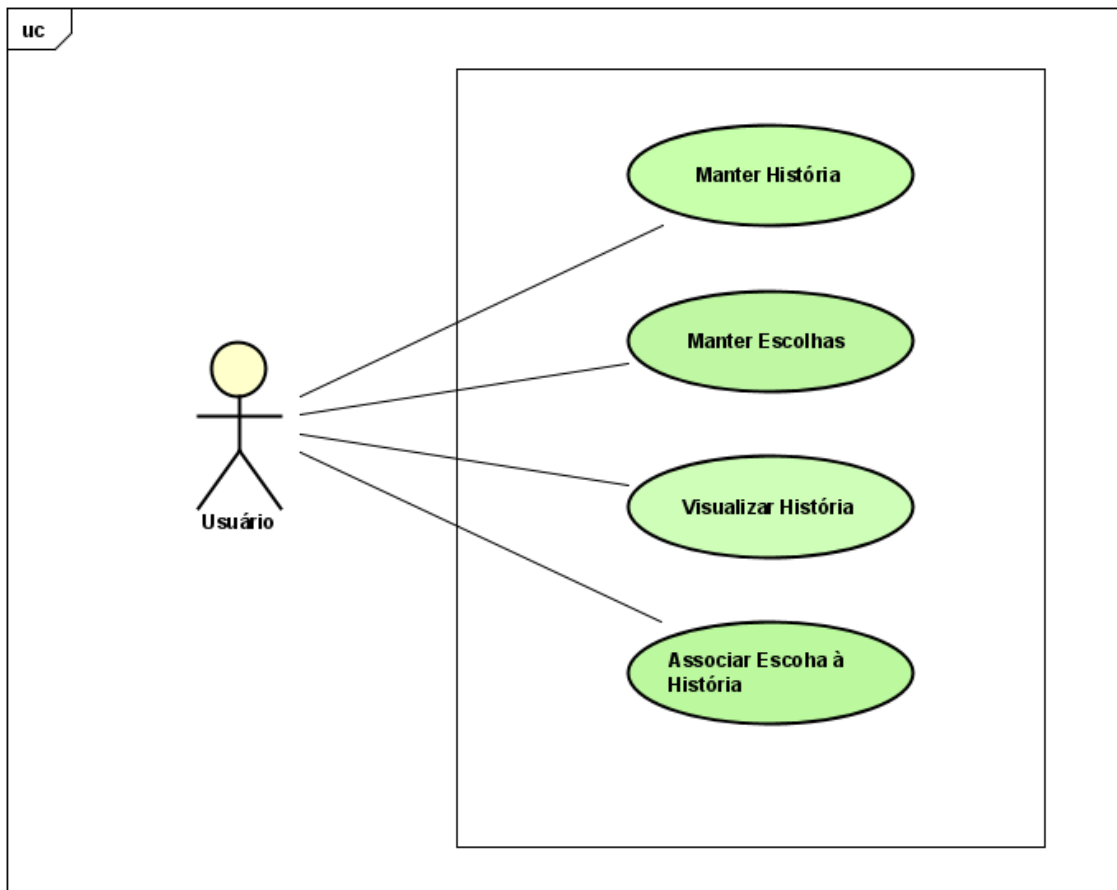 uc
Manter História
Manter Escolhas
Usuário
Visualizar História
Associar Escoha à
História